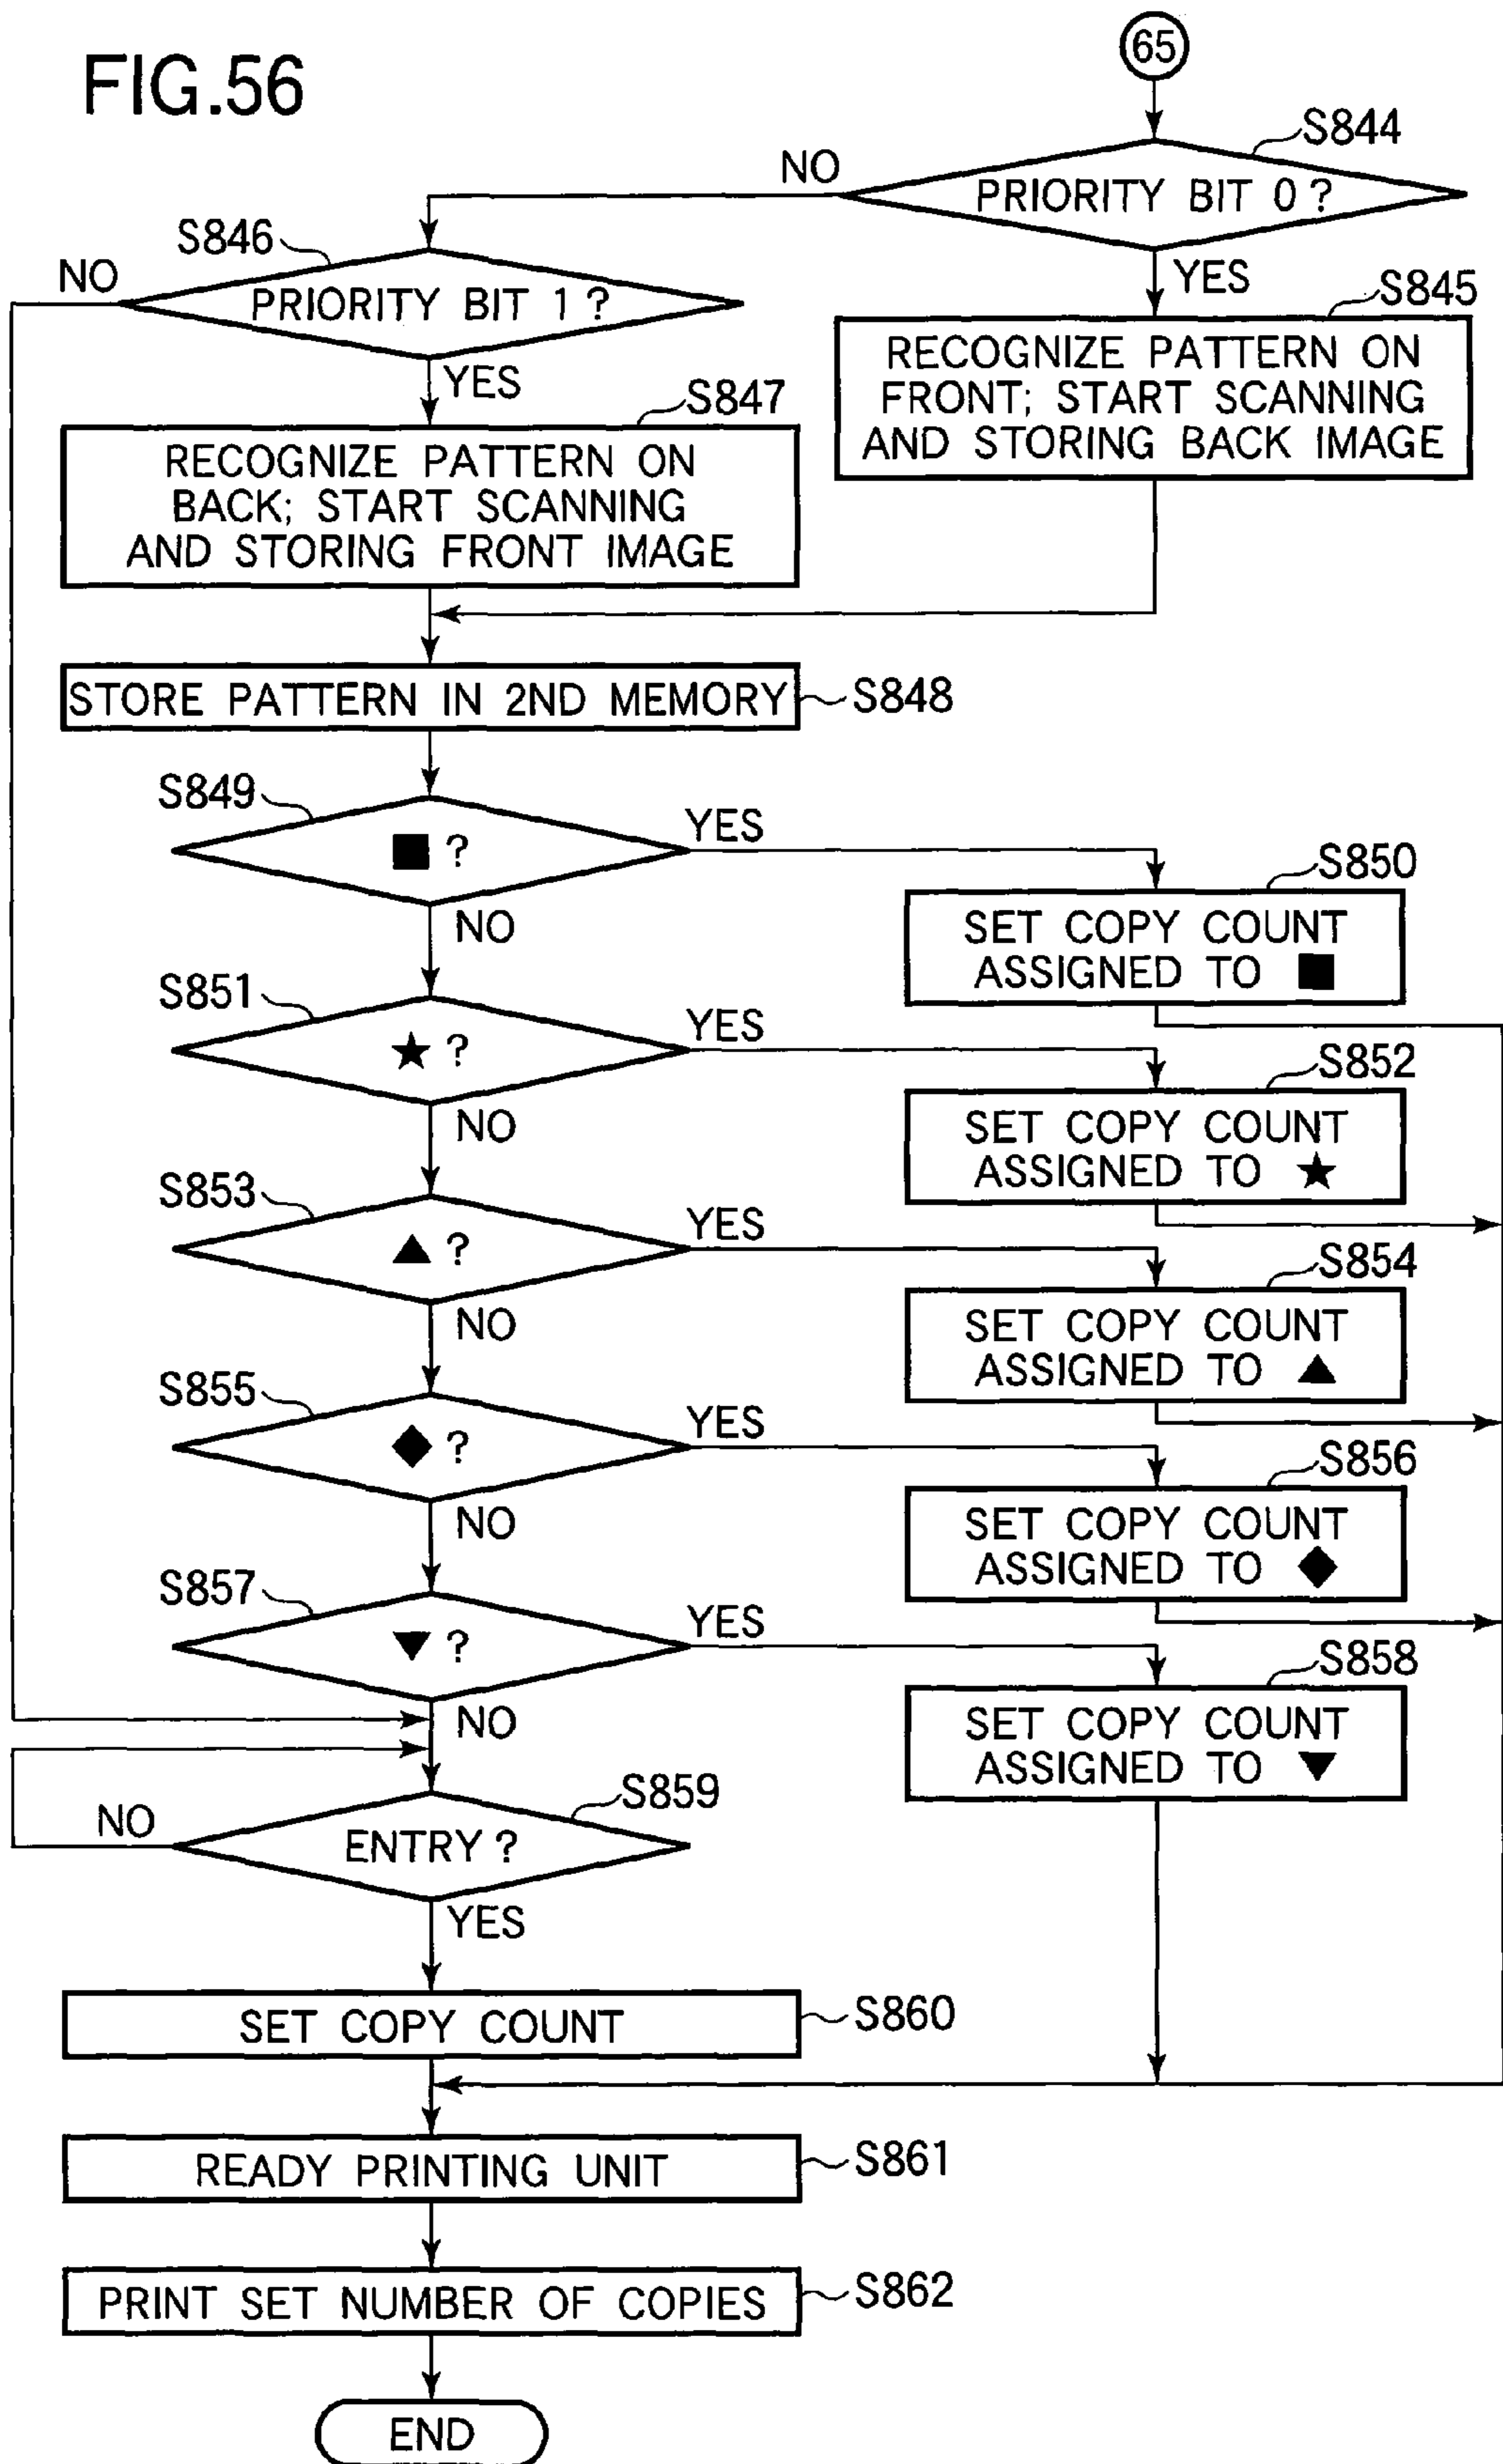 FIG.56
65
S844
NO
PRIORITY BIT 0?
YES
S845
RECOGNIZE PATTERN ON
FRONT; START SCANNING
AND STORING BACK IMAGE
S846
NO
PRIORITY BIT 1?
YES
S847
RECOGNIZE PATTERN ON
BACK; START SCANNING
AND STORING FRONT IMAGE
STORE PATTERN IN 2ND MEMORY
S848
S849
■ ?
YES
NO
S850
SET COPY COUNT
ASSIGNED TO ■
S851
★ ?
YES
NO
S852
SET COPY COUNT
ASSIGNED TO ★
S853
▲ ?
YES
NO
S854
SET COPY COUNT
ASSIGNED TO ▲
S855
◆ ?
YES
NO
S856
SET COPY COUNT
ASSIGNED TO ◆
S857
▼ ?
YES
NO
S858
SET COPY COUNT
ASSIGNED TO ▼
S859
NO
ENTRY?
YES
SET COPY COUNT
S860
READY PRINTING UNIT
S861
PRINT SET NUMBER OF COPIES
S862
END